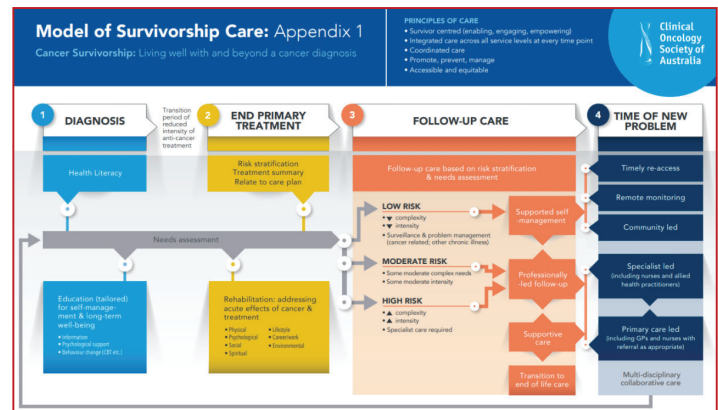 Model of Survivorship Care: Appendix 1
Cancer Survivorship: Living well with and beyond a cancer diagnosis
PRINCIPLES OF CARE
• Survivor centred (enabling, engaging, empowering)
• Integrated care across all service levels at every time point
• Coordinated care
• Promote, prevent, manage
• Accessible and equitable
Clinical
Oncology
Society of
Australia
1
DIAGNOSIS
Transition
period of
reduced
intensity of
anti-cancer
treatment
2
END PRIMARY
TREATMENT
3
FOLLOW-UP CARE
4
TIME OF NEW
PROBLEM
Health Literacy
Risk stratification
Treatment summary
Relate to care plan
Follow-up care based on risk stratification
& needs assessment
Timely re-access
Remote monitoring
Community led
Needs assessment
LOW RISK
• ▼ complexity
• ▼ intensity
• Surveillance & problem management
(cancer related; other chronic illness)
MODERATE RISK
• Some moderate complex needs
• Some moderate intensity
HIGH RISK
• ▲ complexity
• ▲ intensity
• Specialist care required
Supported self
-management
Professionally
-led follow-up
Supportive
care
Transition to
end of life care
Specialist led
(including nurses and allied
health practitioners)
Primary care led
(including GPs and nurses with
referral as appropriate)
Multi-disciplinary
collaborative care
Education (tailored)
for self-manage-
ment & long-term
well-being
• Information
• Psychological support
• Behaviour change (CBT etc.)
Rehabilitation: addressing
acute effects of cancer &
treatment
• Physical
• Psychological
• Social
• Spiritual
• Lifestyle
• Career/work
• Environmental